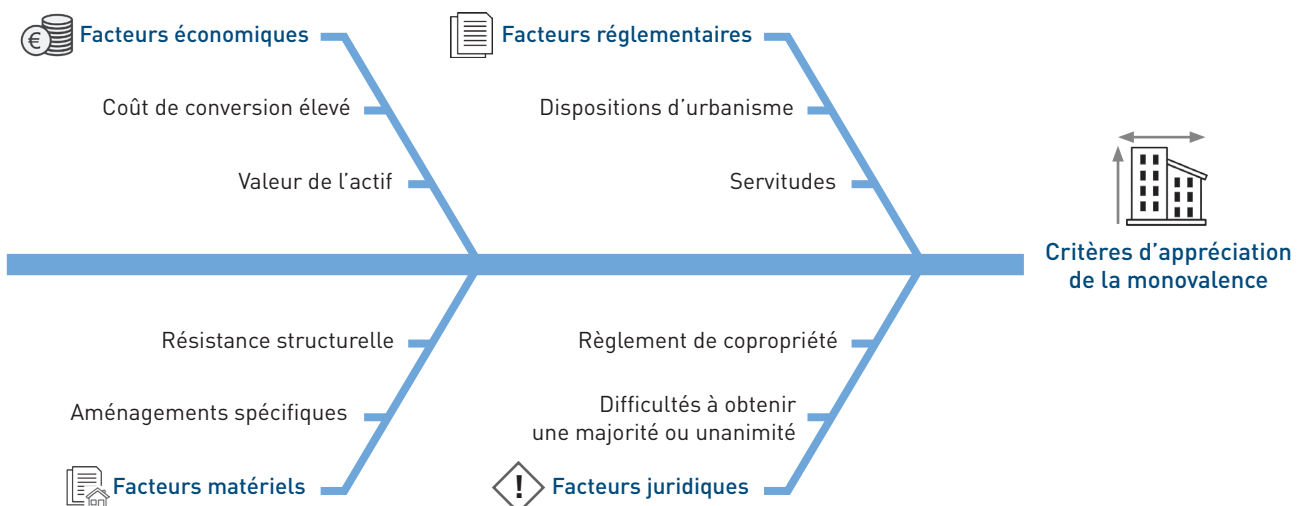 Facteurs économiques
Coût de conversion élevé
Valeur de l'actif
Facteurs réglementaires
Dispositions d'urbanisme
Servitudes
Critères d'appréciation
de la monovalence
Résistance structurelle
Aménagements spécifiques
Facteurs matériels
Règlement de copropriété
Difficultés à obtenir
une majorité ou unanimité
Facteurs juridiques